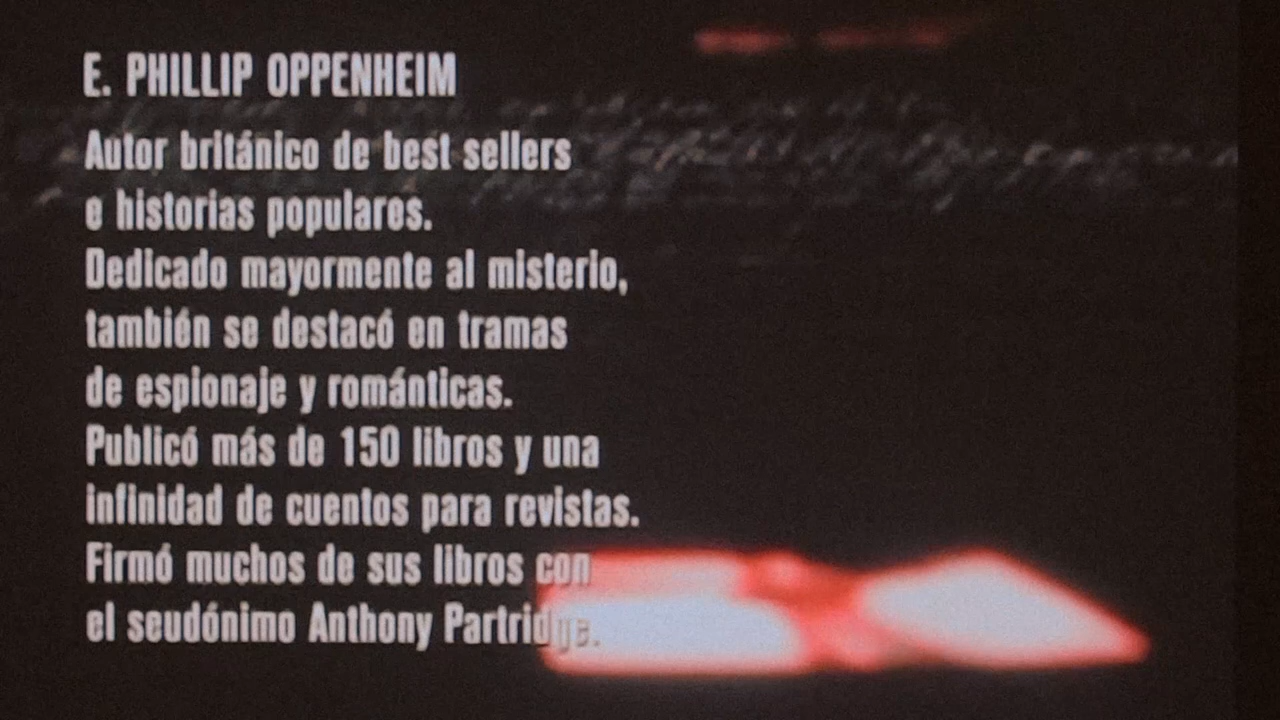 E. PHILLIP OPPENHEIM
Autor británico de best sellers
e historias populares.
Dedicado mayormente al misterio,
también se destacó en tramas
de espionaje y románticas.
Publicó más de 150 libros y una
infinidad de cuentos para revistas.
Firmó muchos de sus libros con
el seudónimo Anthony Partridge.